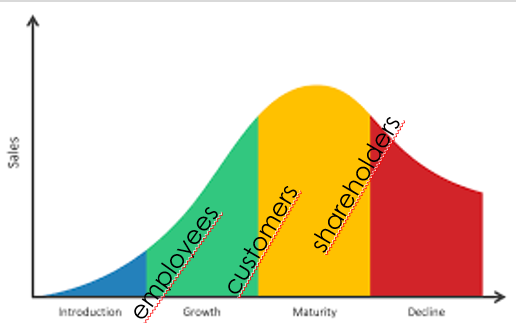 Sales
employees
customers
shareholders
Introduction
Growth
Maturity
Decline